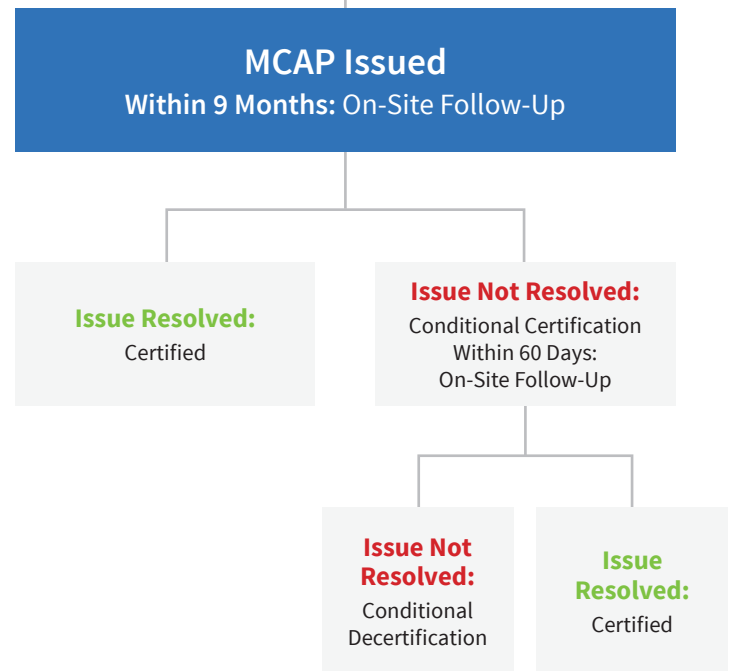 MCAP Issued
Within 9 Months: On-Site Follow-Up
Issue Resolved:
Certified
Issue Not Resolved:
Conditional Certification
Within 60 Days:
On-Site Follow-Up
Issue Not
Resolved:
Conditional
Decertification
Issue
Resolved:
Certified